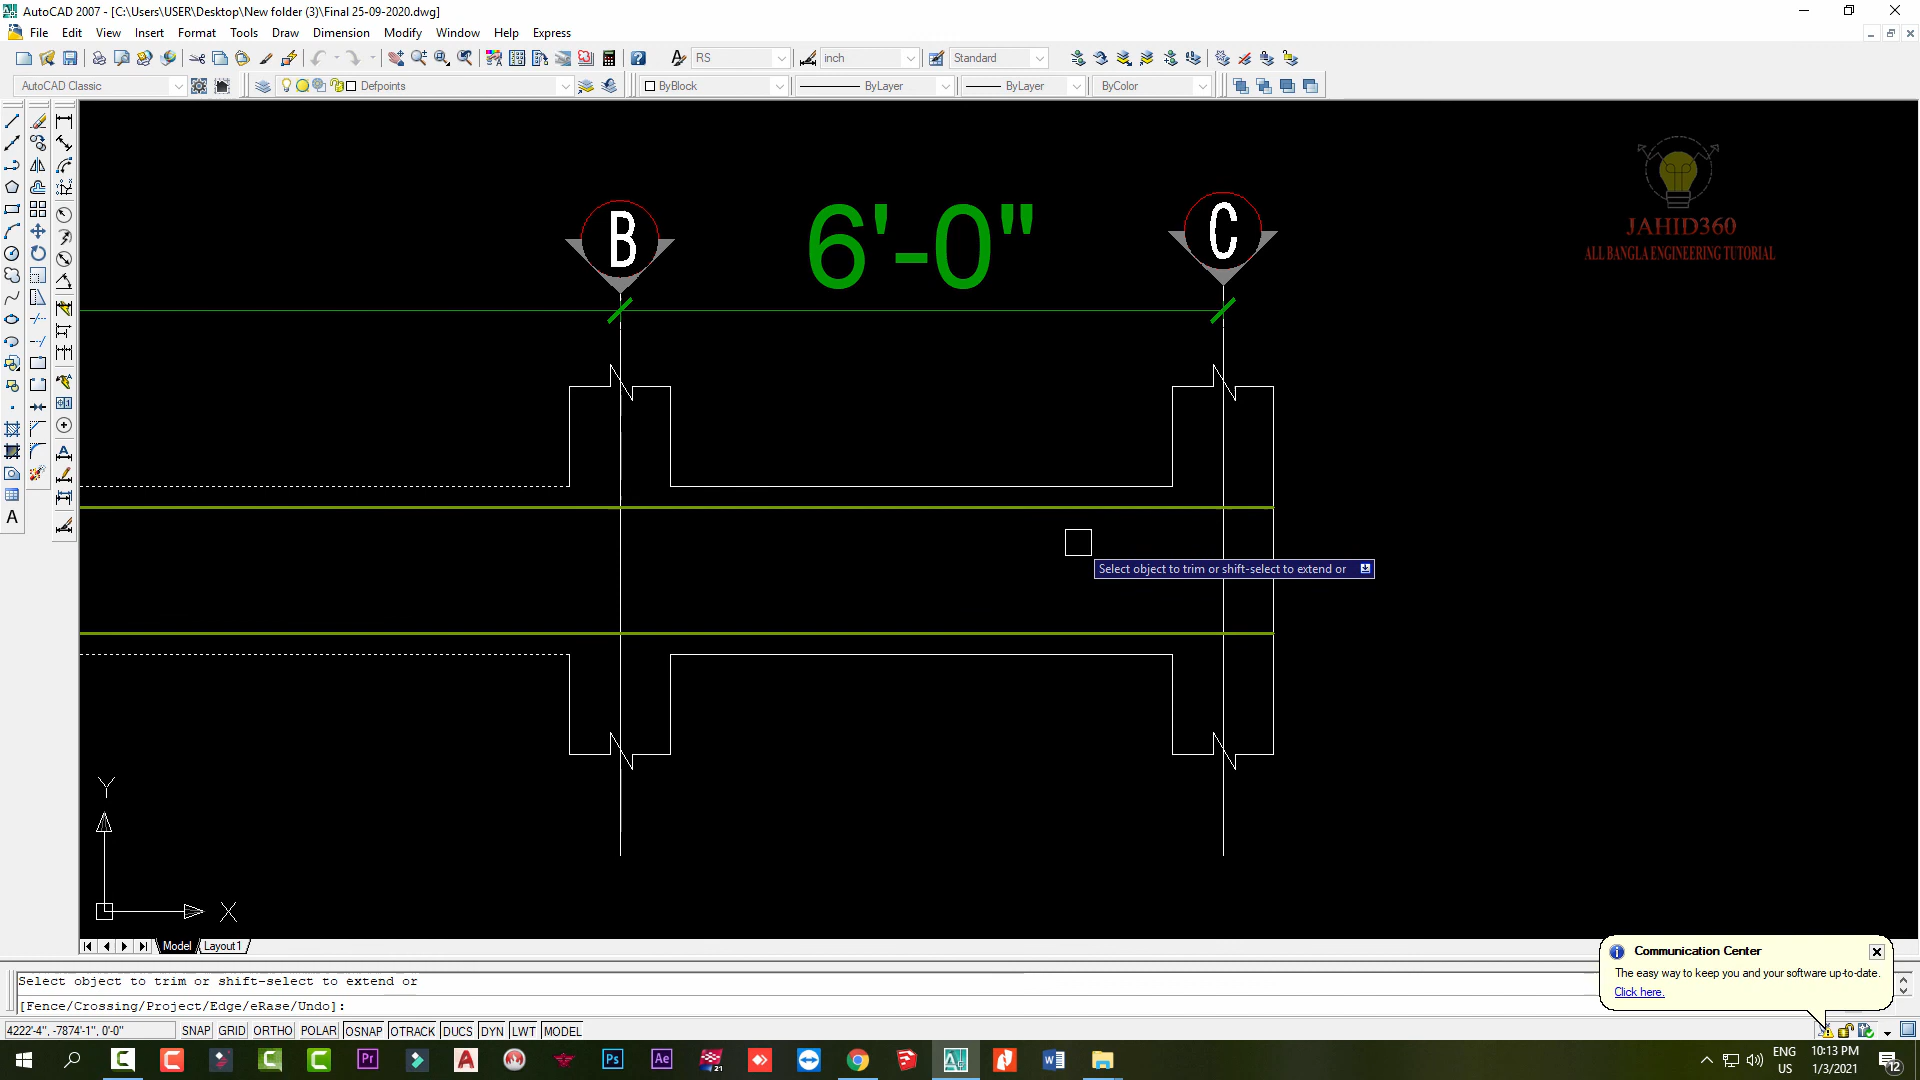 AutoCAD 2007 - [C:\Users\USER\Desktop\New folder (3)\Final 25-09-2020.dwg]
File Edit View Insert Format Tools Draw Dimension Modify Window Help Express
RS inch Standard
AutoCAD Classic Defpoints ByBlock ByLayer ByLayer ByColor
B 6'-0" C
JAHID360
ALL BANGLA ENGINEERING TUTORIAL
Select object to trim or shift-select to extend or
A
Y
X
Model Layout1
Communication Center
The easy way to keep you and your software up-to-date.
Click here.
Select object to trim or shift-select to extend or
[Fence/Crossing/Project/Edge/eRase/Undo]:
4222'-4", -7874'-1", 0'-0" SNAP GRID ORTHO POLAR OSNAP OTRACK DUCS DYN LWT MODEL
Pr Ps Ae 21
ENG 10:13 PM
US 1/3/2021 12